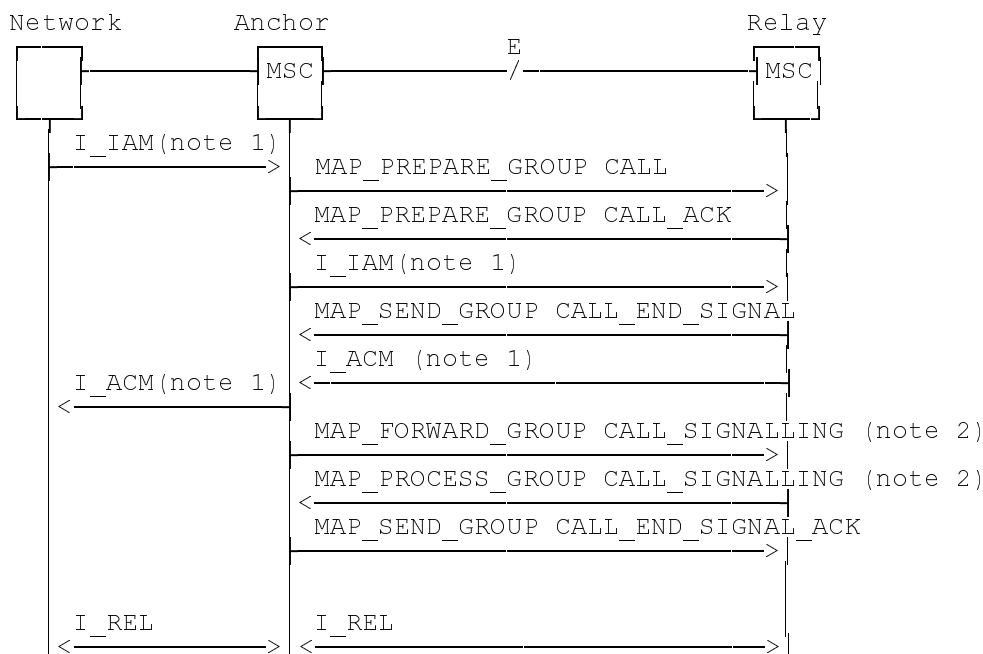 Network Anchor Relay
E
MSC / MSC
I_IAM(note 1)
MAP_PREPARE_GROUP CALL
MAP_PREPARE_GROUP CALL_ACK
I_IAM(note 1)
MAP_SEND_GROUP CALL_END_SIGNAL
I_ACM (note 1)
I_ACM(note 1)
MAP_FORWARD_GROUP CALL_SIGNALLING (note 2)
MAP_PROCESS_GROUP CALL_SIGNALLING (note 2)
MAP_SEND_GROUP CALL_END_SIGNAL_ACK
I_REL I_REL